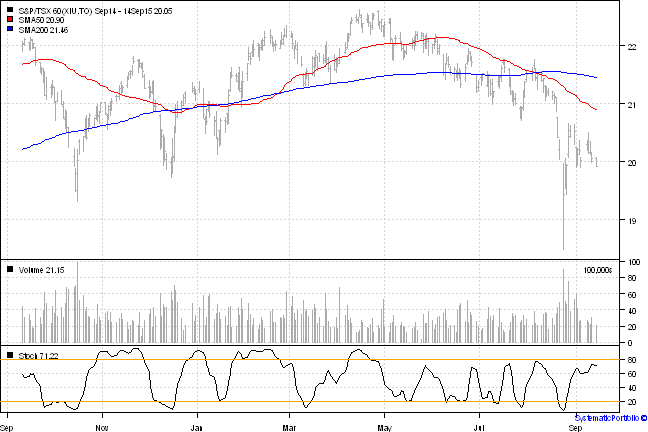 S&P/TSX 60(XIU.TO) Sep14 - 14Sep15 20.05
SMA50 20.90
SMA200 21.46
22
21
20
19
Volume 21.15
100,000s
100
80
60
40
20
0
Stoch 71.22
80
60
40
20
Sep Nov Jan Mar May Jul Sep
SystematicPortfolio ©